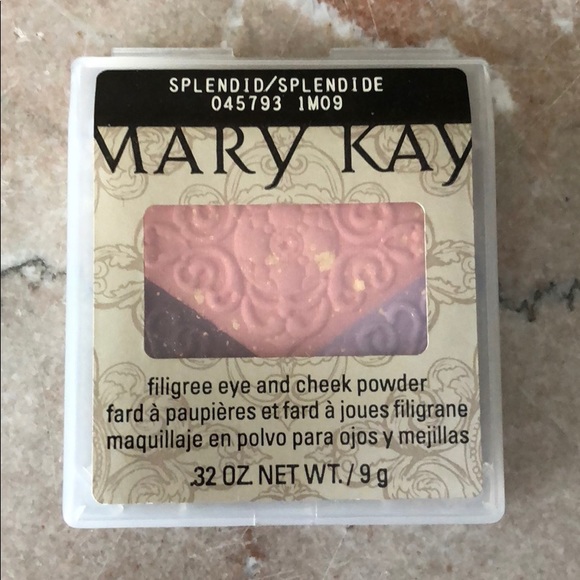 SPLENDID/SPLENDIDE
045793 1M09
MARY KAY
filigree eye and cheek powder
fard à paupières et fard à joues filigrane
maquillaje en polvo para ojos y mejillas
.32 OZ. NET WT. / 9 g